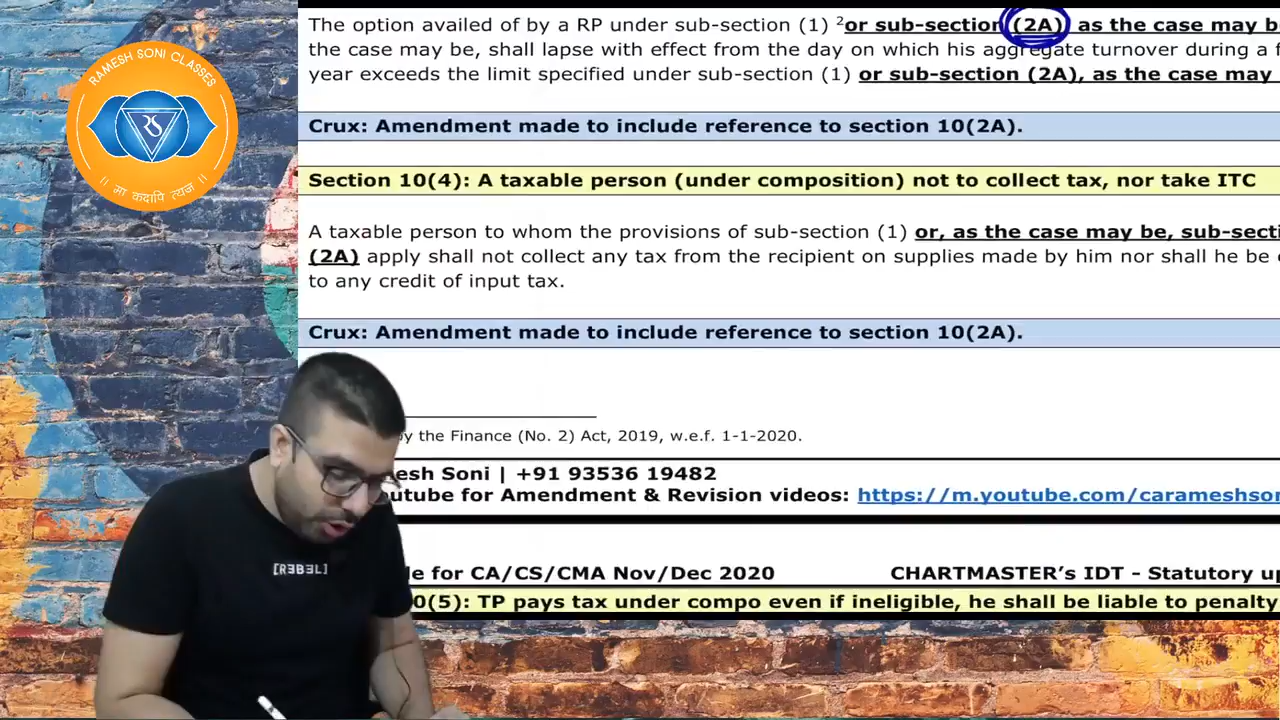 RAMESH SONI CLASSES
RS
॥ मा कदापि त्यज ॥
The option availed of by a RP under sub-section (1) ²or sub-section (2A) as the case may b
the case may be, shall lapse with effect from the day on which his aggregate turnover during a f
year exceeds the limit specified under sub-section (1) or sub-section (2A), as the case may
Crux: Amendment made to include reference to section 10(2A).
Section 10(4): A taxable person (under composition) not to collect tax, nor take ITC
A taxable person to whom the provisions of sub-section (1) or, as the case may be, sub-secti
(2A) apply shall not collect any tax from the recipient on supplies made by him nor shall he be
to any credit of input tax.
Crux: Amendment made to include reference to section 10(2A).
by the Finance (No. 2) Act, 2019, w.e.f. 1-1-2020.
esh Soni | +91 93536 19482
outube for Amendment & Revision videos: https://m.youtube.com/carameshson
le for CA/CS/CMA Nov/Dec 2020 CHARTMASTER's IDT - Statutory up
0(5): TP pays tax under compo even if ineligible, he shall be liable to penalty
[RƎBƎL]